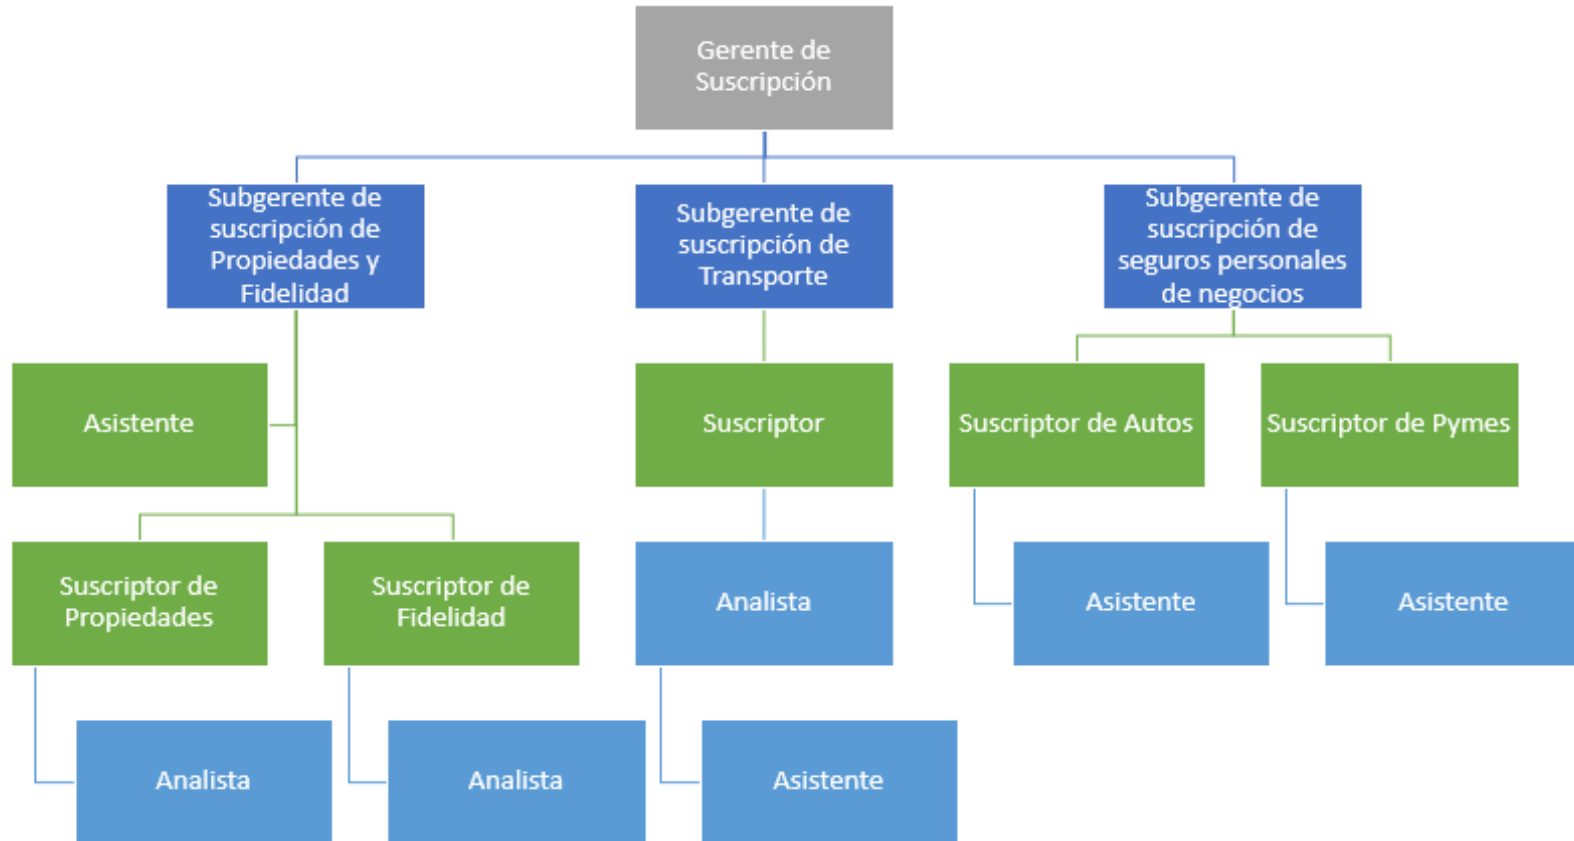 Gerente de
Suscripción
Subgerente de
suscripción de
Propiedades y
Fidelidad
Subgerente de
suscripción de
Transporte
Subgerente de
suscripción de
seguros personales
de negocios
Asistente
Suscriptor
Suscriptor de Autos
Suscriptor de Pymes
Suscriptor de
Propiedades
Suscriptor de
Fidelidad
Analista
Asistente
Asistente
Analista
Analista
Asistente